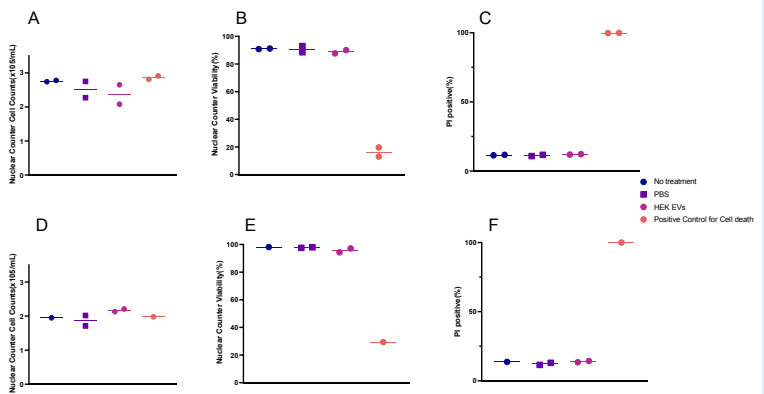 A
B
C
Nuclear Counter Cell Counts(x105/mL)
3
2
1
0
Nuclear Counter Viability(%)
100
80
60
40
20
0
PI positive(%)
100
50
0
No treatment
PBS
HEK EVs
Positive Control for Cell death
D
E
F
Nuclear Counter Cell Counts(x105/mL)
3
2
1
0
Nuclear Counter Viability(%)
100
80
60
40
20
0
PI positive(%)
100
50
0